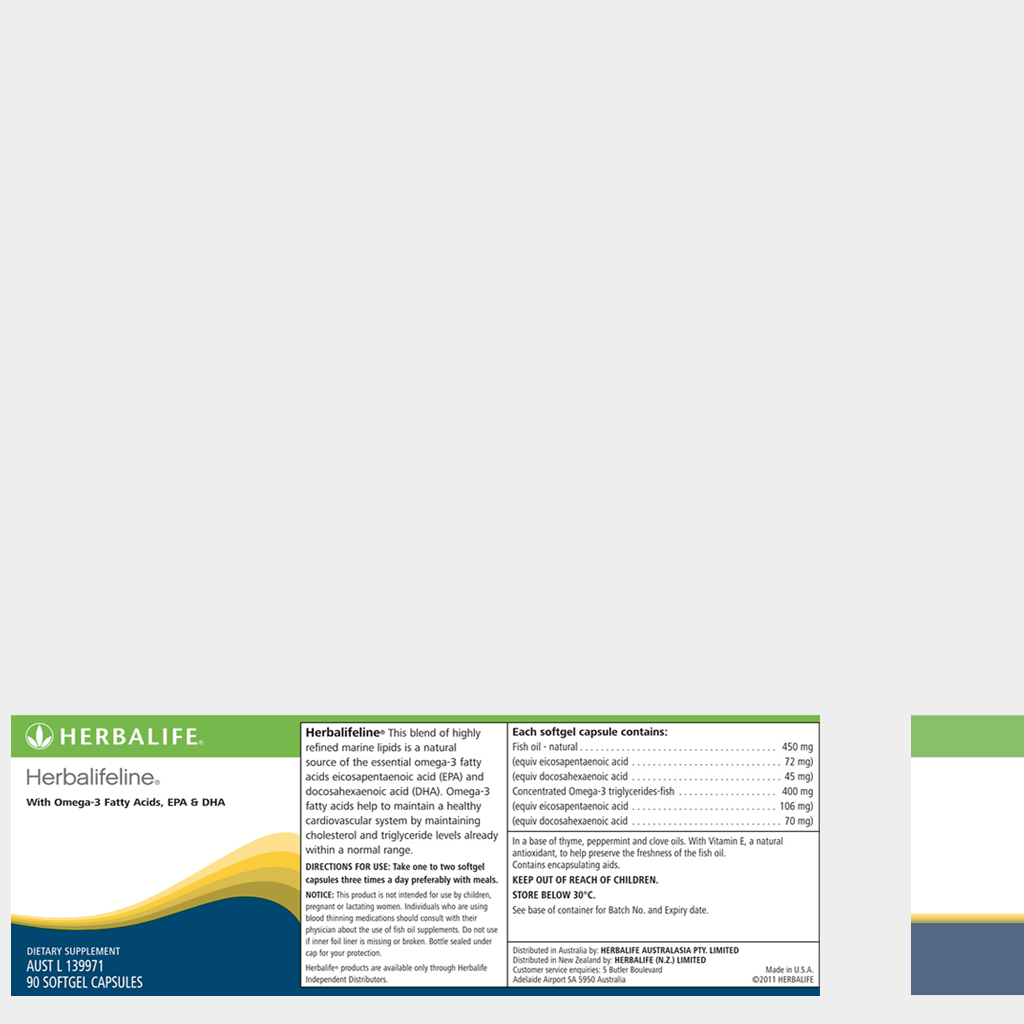 HERBALIFE®
Herbalifeline®
With Omega-3 Fatty Acids, EPA & DHA
DIETARY SUPPLEMENT
AUST L 139971
90 SOFTGEL CAPSULES
Herbalifeline® This blend of highly
refined marine lipids is a natural
source of the essential omega-3 fatty
acids eicosapentaenoic acid (EPA) and
docosahexaenoic acid (DHA). Omega-3
fatty acids help to maintain a healthy
cardiovascular system by maintaining
cholesterol and triglyceride levels already
within a normal range.
DIRECTIONS FOR USE: Take one to two softgel
capsules three times a day preferably with meals.
NOTICE: This product is not intended for use by children,
pregnant or lactating women. Individuals who are using
blood thinning medications should consult with their
physician about the use of fish oil supplements. Do not use
if inner foil liner is missing or broken. Bottle sealed under
cap for your protection.
Herbalife® products are available only through Herbalife
Independent Distributors.
Each softgel capsule contains:
Fish oil - natural 450 mg
(equiv eicosapentaenoic acid 72 mg)
(equiv docosahexaenoic acid 45 mg)
Concentrated Omega-3 triglycerides-fish 400 mg
(equiv eicosapentaenoic acid 106 mg)
(equiv docosahexaenoic acid 70 mg)
In a base of thyme, peppermint and clove oils. With Vitamin E, a natural
antioxidant, to help preserve the freshness of the fish oil.
Contains encapsulating aids.
KEEP OUT OF REACH OF CHILDREN.
STORE BELOW 30°C.
See base of container for Batch No. and Expiry date.
Distributed in Australia by: HERBALIFE AUSTRALASIA PTY. LIMITED
Distributed in New Zealand by: HERBALIFE (N.Z.) LIMITED
Customer service enquiries: 5 Butler Boulevard
Adelaide Airport SA 5950 Australia
Made in U.S.A.
©2011 HERBALIFE